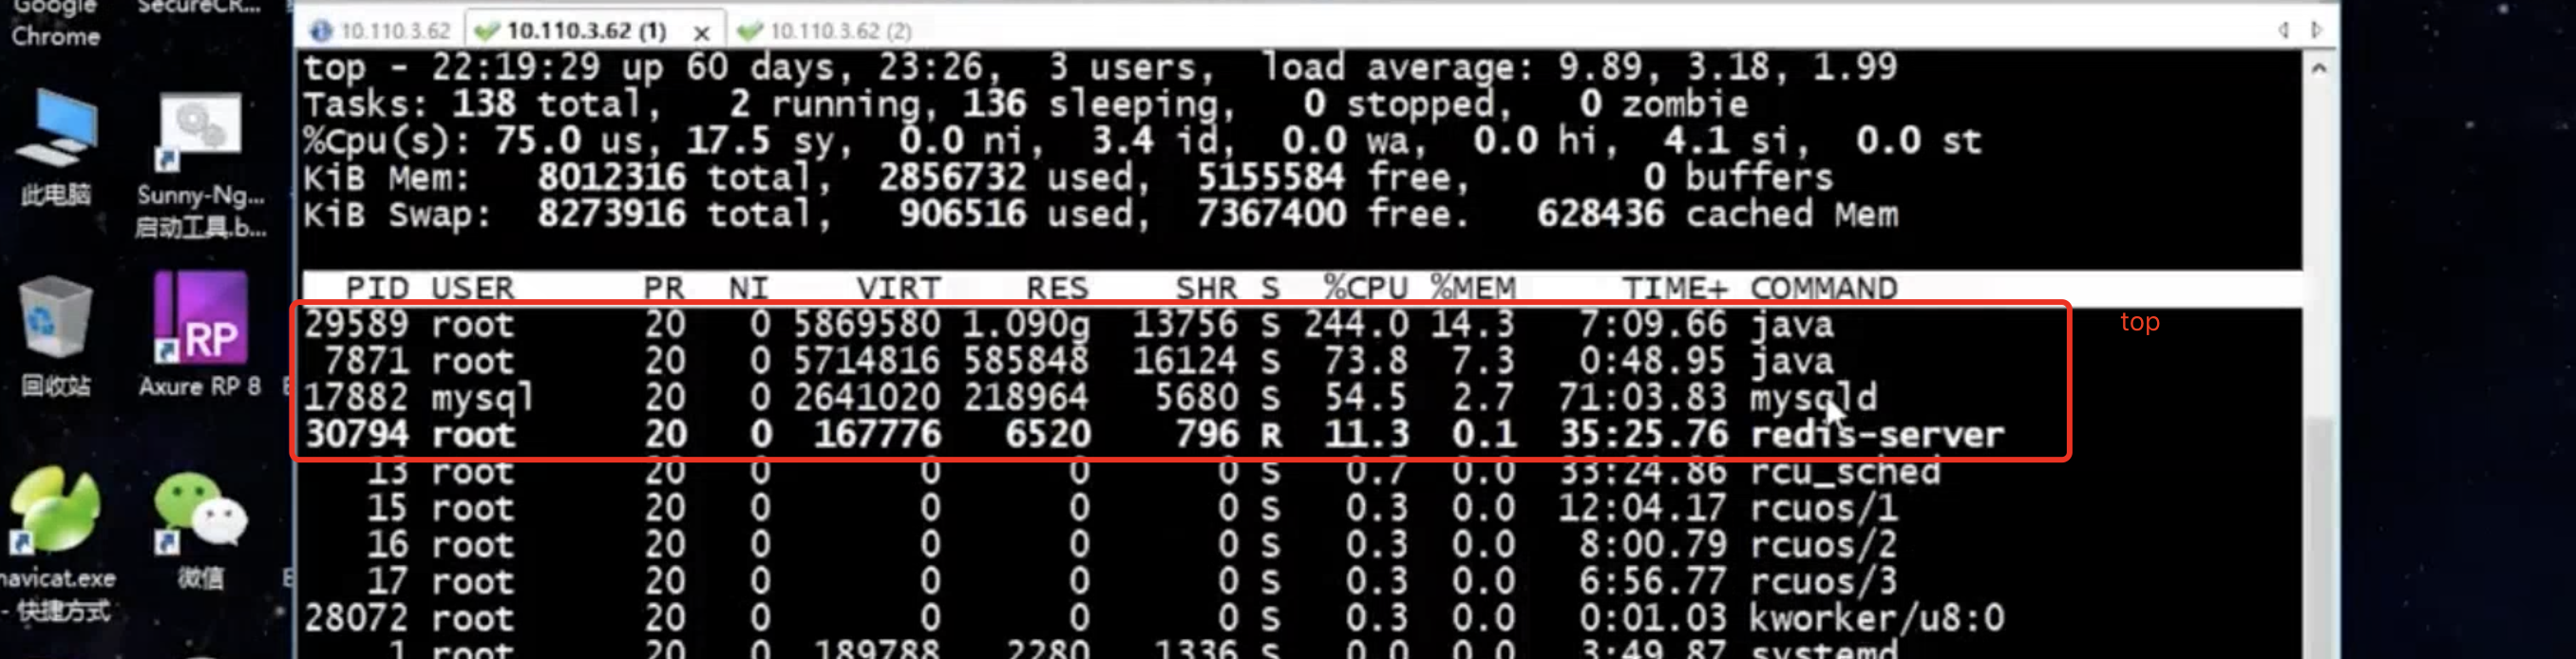 Google
Chrome
SecureCR...
此电脑
Sunny-Ng...
启动工具.b...
回收站
Axure RP 8
RP
navicat.exe
- 快捷方式
微信
10.110.3.62
10.110.3.62 (1) x
10.110.3.62 (2)
top - 22:19:29 up 60 days, 23:26, 3 users, load average: 9.89, 3.18, 1.99
Tasks: 138 total, 2 running, 136 sleeping, 0 stopped, 0 zombie
%Cpu(s): 75.0 us, 17.5 sy, 0.0 ni, 3.4 id, 0.0 wa, 0.0 hi, 4.1 si, 0.0 st
KiB Mem: 8012316 total, 2856732 used, 5155584 free, 0 buffers
KiB Swap: 8273916 total, 906516 used, 7367400 free. 628436 cached Mem
PID USER PR NI VIRT RES SHR S %CPU %MEM TIME+ COMMAND
29589 root 20 0 5869580 1.090g 13756 S 244.0 14.3 7:09.66 java
top
7871 root 20 0 5714816 585848 16124 S 73.8 7.3 0:48.95 java
17882 mysql 20 0 2641020 218964 5680 S 54.5 2.7 71:03.83 mysqld
30794 root 20 0 167776 6520 796 R 11.3 0.1 35:25.76 redis-server
13 root 20 0 0 0 0 S 0.7 0.0 33:24.86 rcu_sched
15 root 20 0 0 0 0 S 0.3 0.0 12:04.17 rcuos/1
16 root 20 0 0 0 0 S 0.3 0.0 8:00.79 rcuos/2
17 root 20 0 0 0 0 S 0.3 0.0 6:56.77 rcuos/3
28072 root 20 0 0 0 0 S 0.3 0.0 0:01.03 kworker/u8:0
1 root 20 0 189788 2280 1336 S 0.0 0.0 3:49.87 systemd